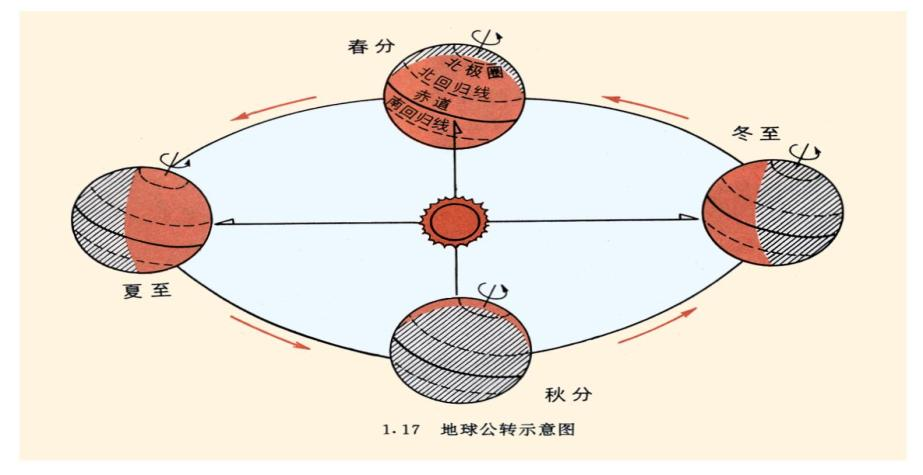 春分
北极圈
北回归线
赤道
南回归线
冬至
夏至
秋分
1.17 地球公转示意图